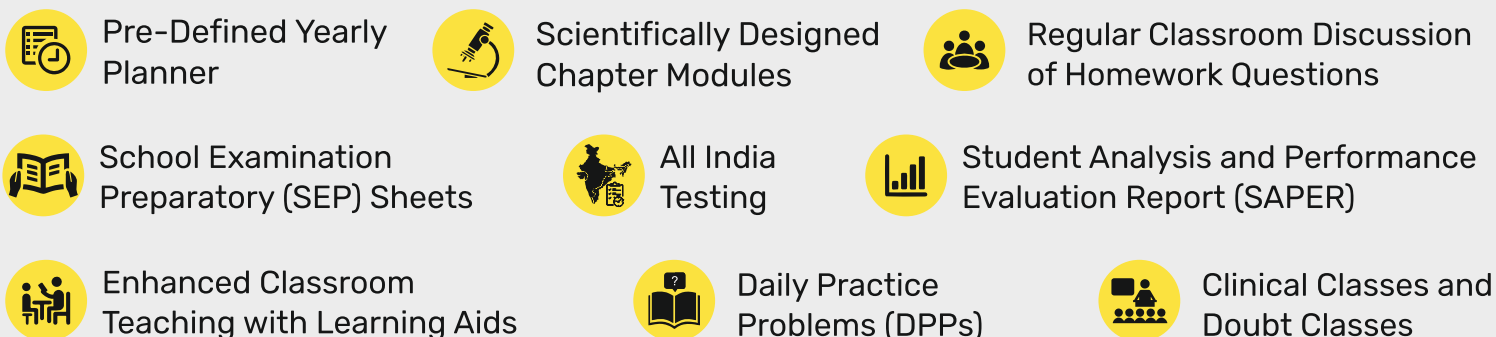 Pre-Defined Yearly
Planner
Scientifically Designed
Chapter Modules
Regular Classroom Discussion
of Homework Questions
School Examination
Preparatory (SEP) Sheets
All India
Testing
Student Analysis and Performance
Evaluation Report (SAPER)
Enhanced Classroom
Teaching with Learning Aids
?
Daily Practice
Problems (DPPs)
Clinical Classes and
Doubt Classes